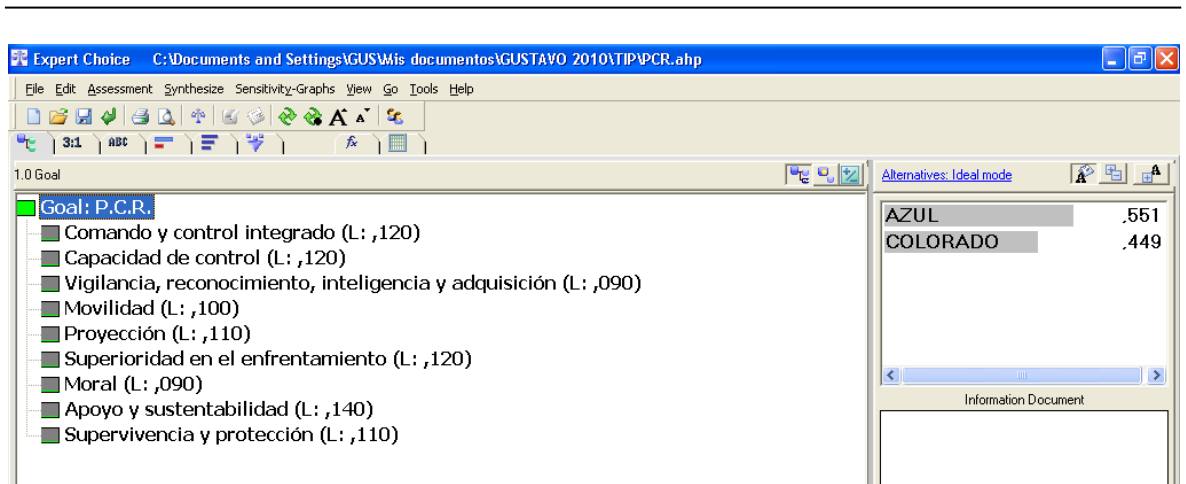 Expert Choice C:\Documents and Settings\GUS\Mis documentos\GUSTAVO 2010\TIP\PCR.ahp
File Edit Assessment Synthesize Sensitivity-Graphs View Go Tools Help
3:1 ABC fx
1.0 Goal
Goal: P.C.R.
Comando y control integrado (L: ,120)
Capacidad de control (L: ,120)
Vigilancia, reconocimiento, inteligencia y adquisición (L: ,090)
Movilidad (L: ,100)
Proyección (L: ,110)
Superioridad en el enfrentamiento (L: ,120)
Moral (L: ,090)
Apoyo y sustentabilidad (L: ,140)
Supervivencia y protección (L: ,110)
Alternatives: Ideal mode
AZUL ,551
COLORADO ,449
Information Document